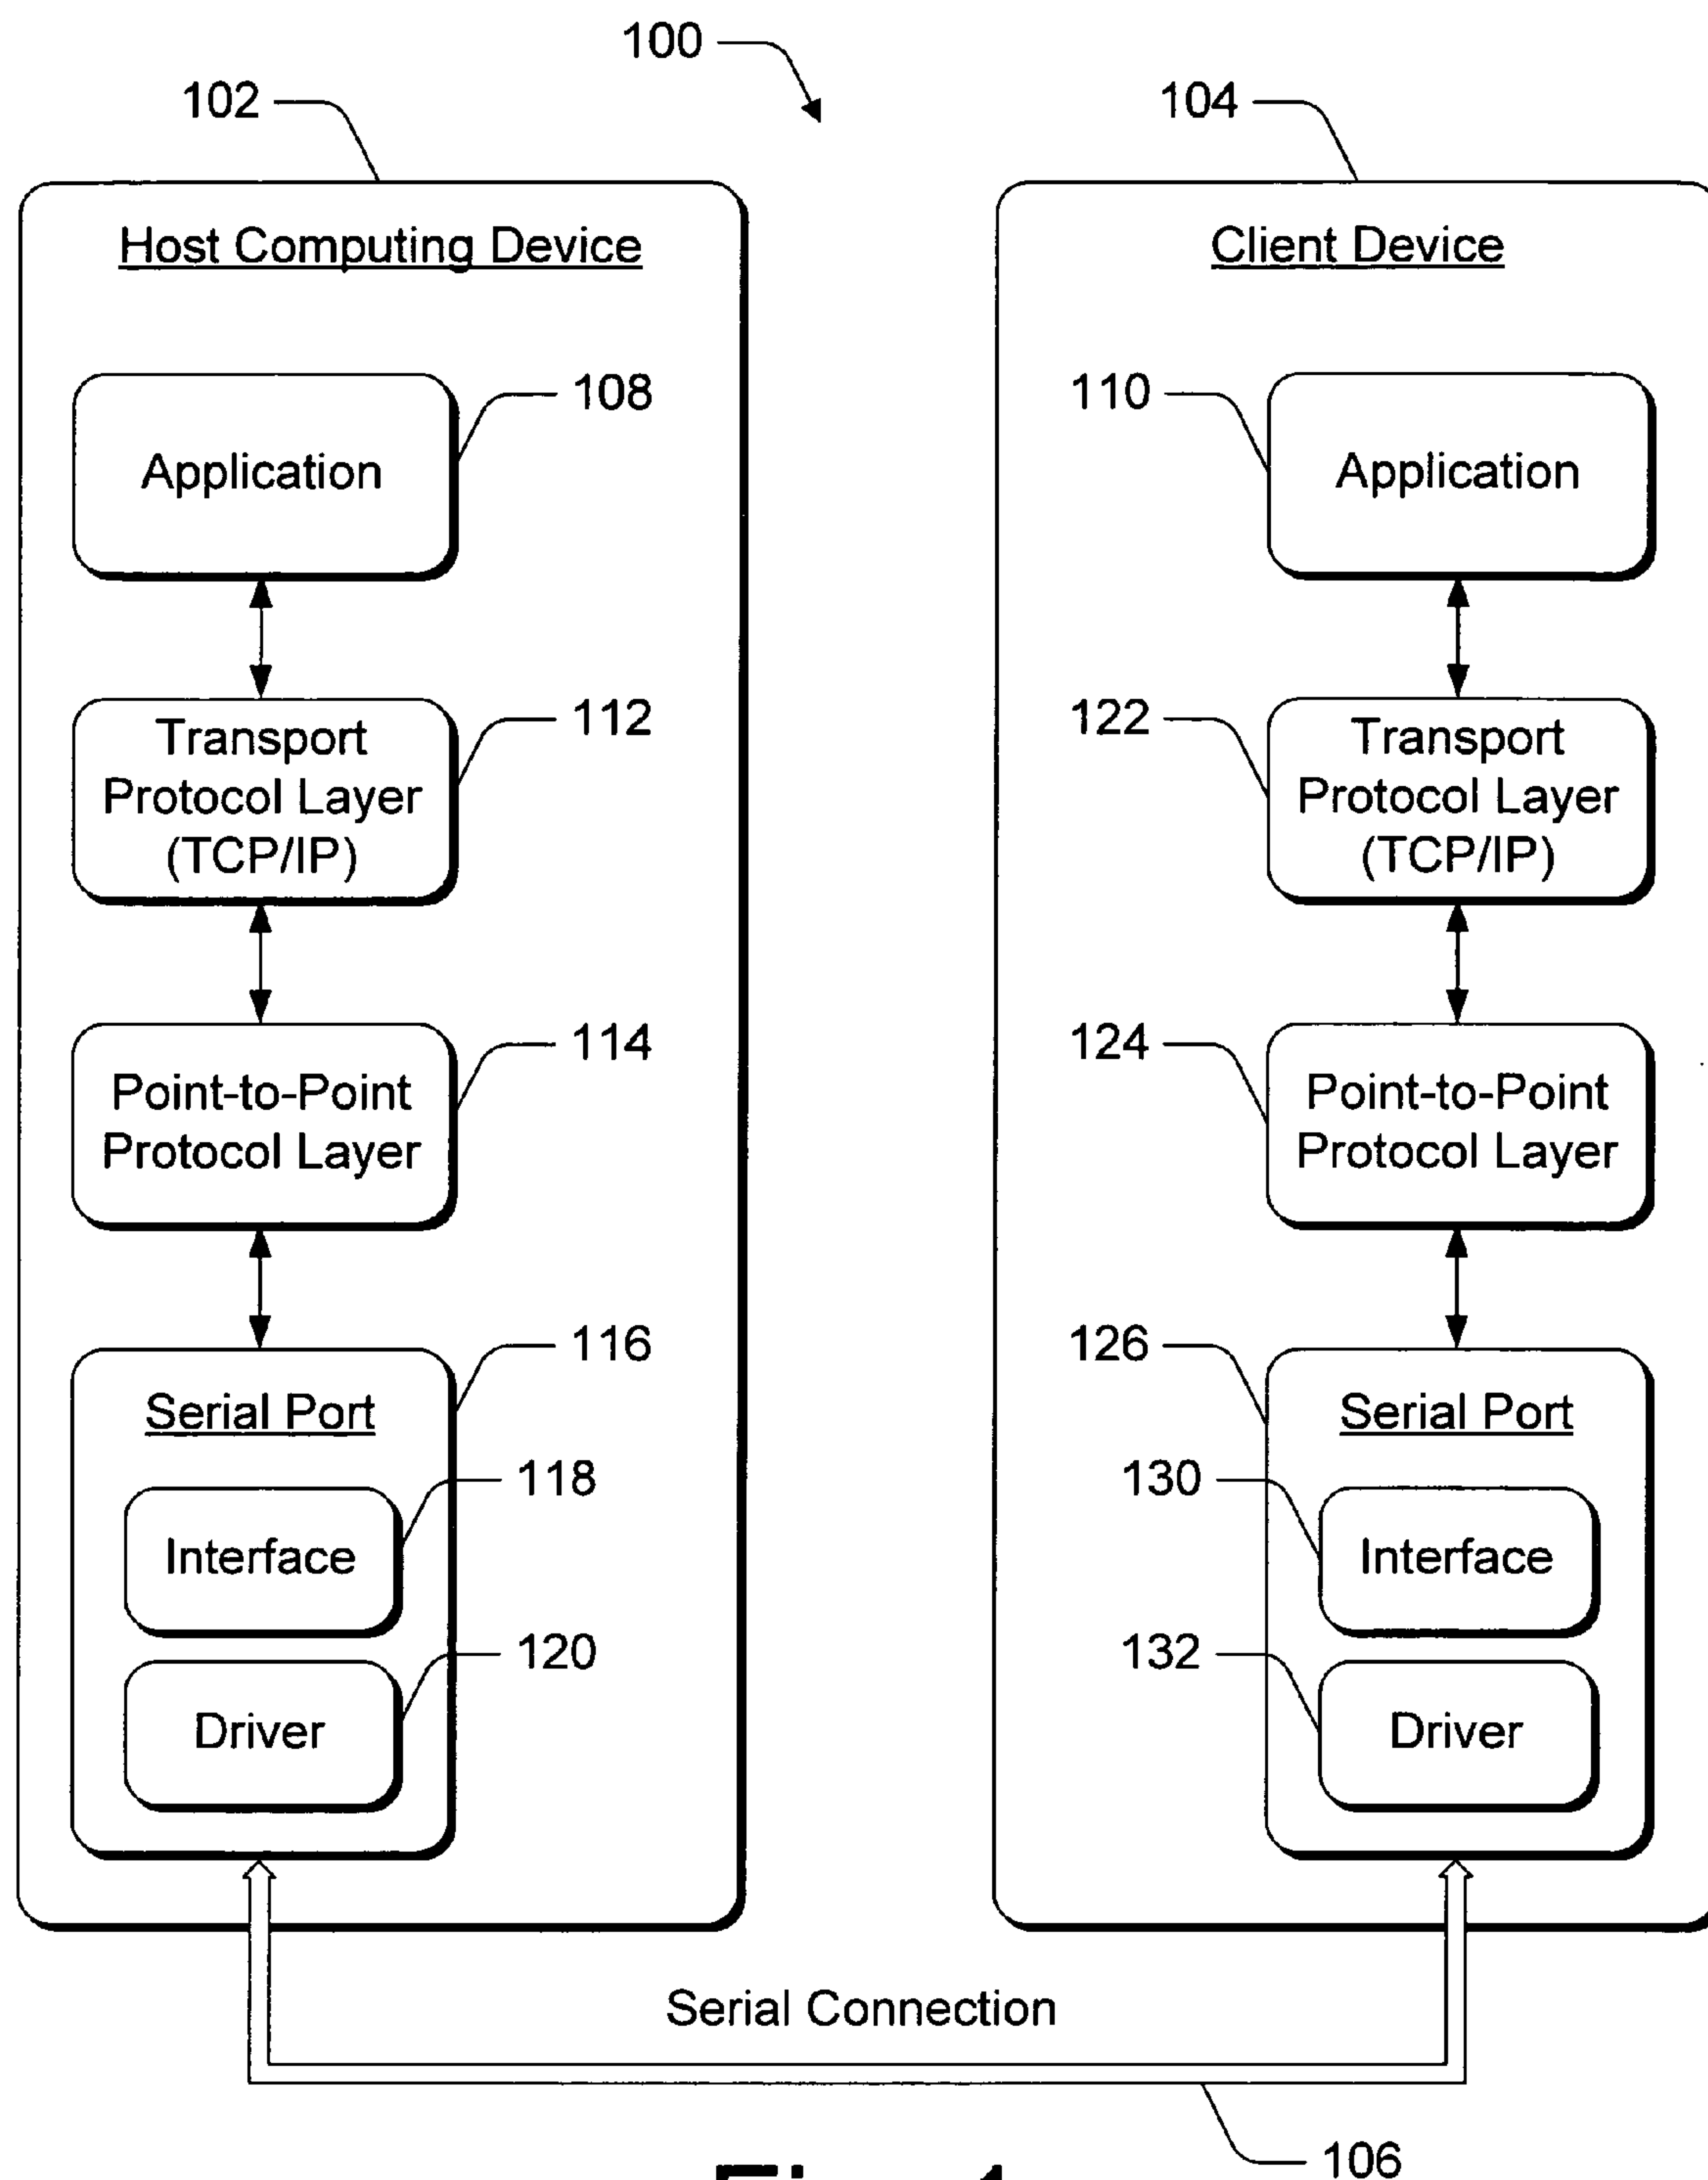 100
102
104
Host Computing Device
Client Device
108
110
Application
Application
112
122
Transport
Protocol Layer
(TCP/IP)
Transport
Protocol Layer
(TCP/IP)
114
124
Point-to-Point
Protocol Layer
Point-to-Point
Protocol Layer
116
126
Serial Port
Serial Port
118
130
Interface
Interface
120
132
Driver
Driver
Serial Connection
106